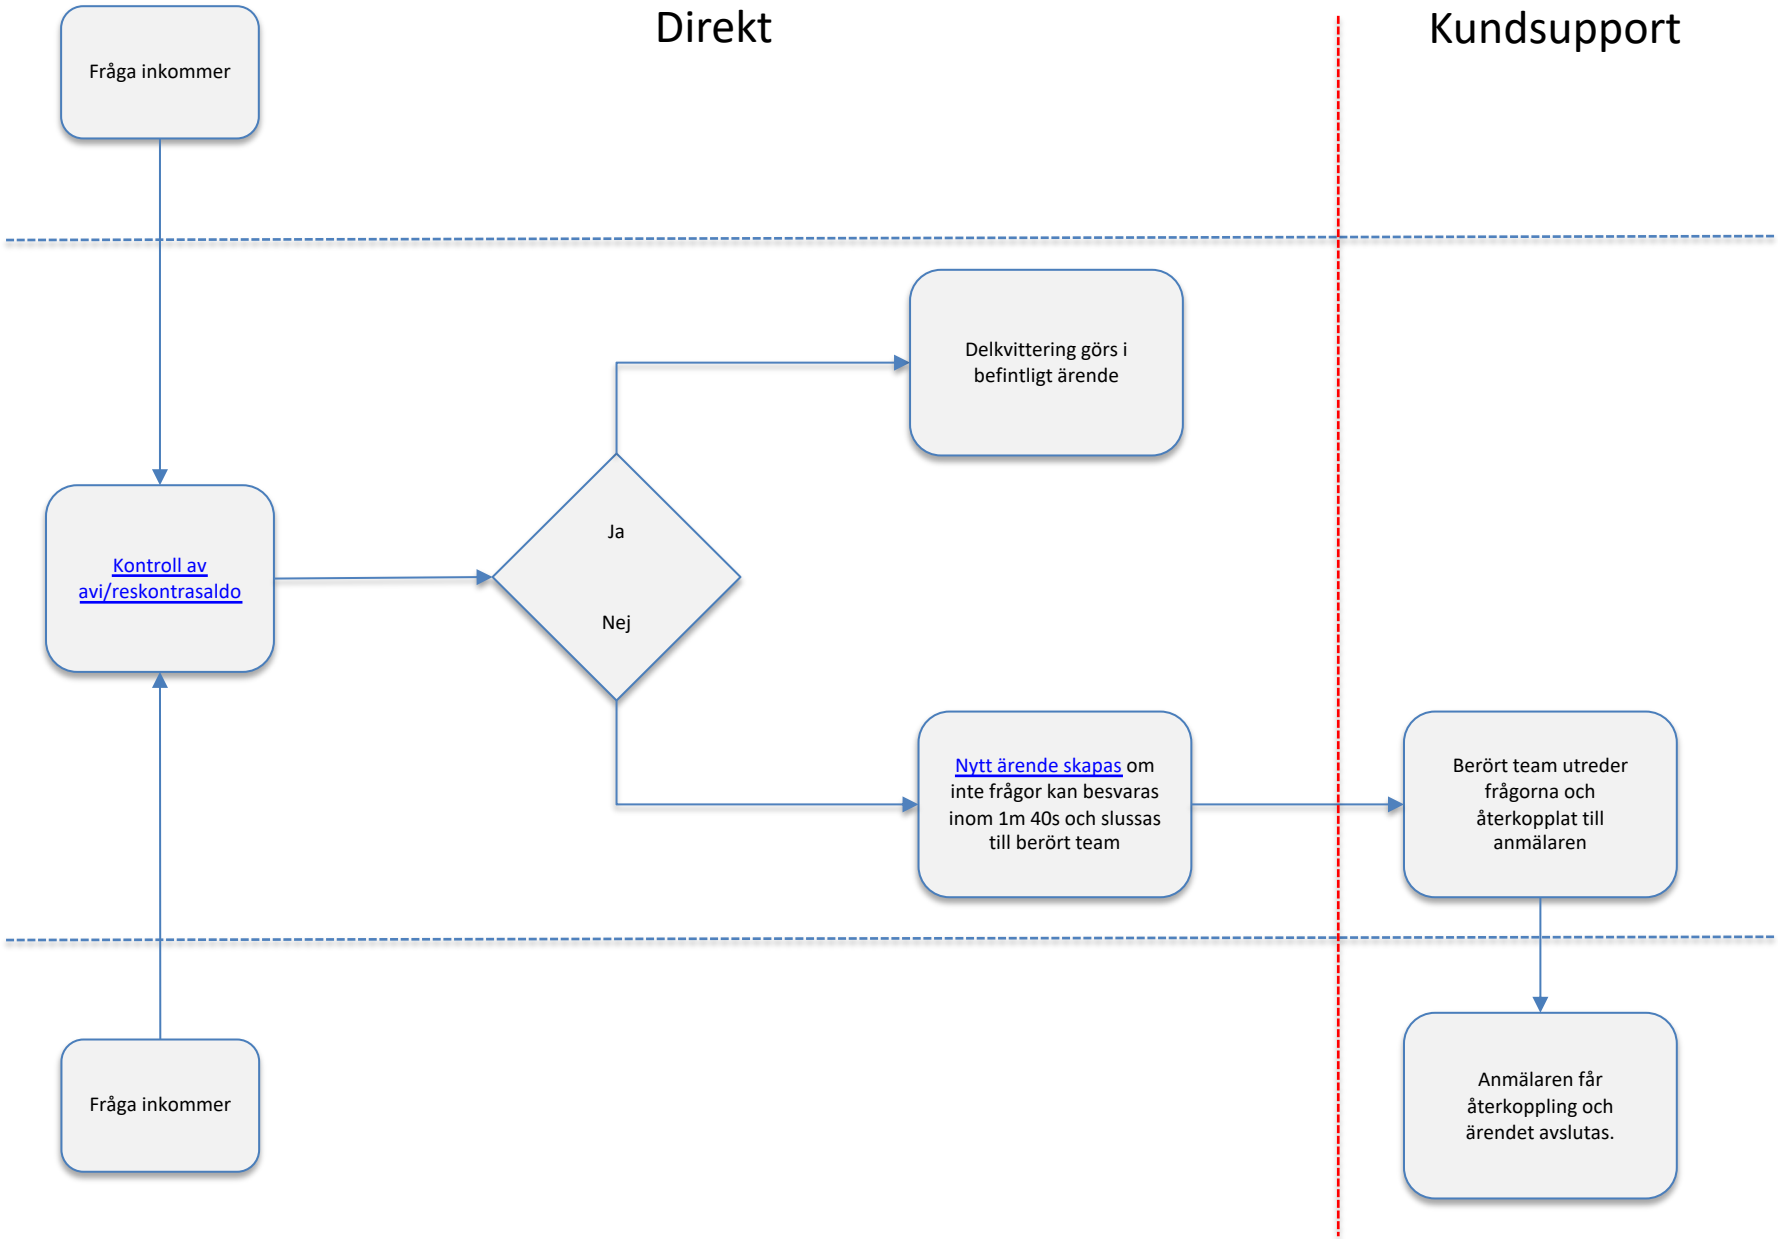 Direkt
Kundsupport
Fråga inkommer
Delkvittering görs i
befintligt ärende
Ja
Nej
Kontroll av
avi/reskontrasaldo
Nytt ärende skapas om
inte frågor kan besvaras
inom 1m 40s och slussas
till berört team
Berört team utreder
frågorna och
återkopplat till
anmälaren
Fråga inkommer
Anmälaren får
återkoppling och
ärendet avslutas.